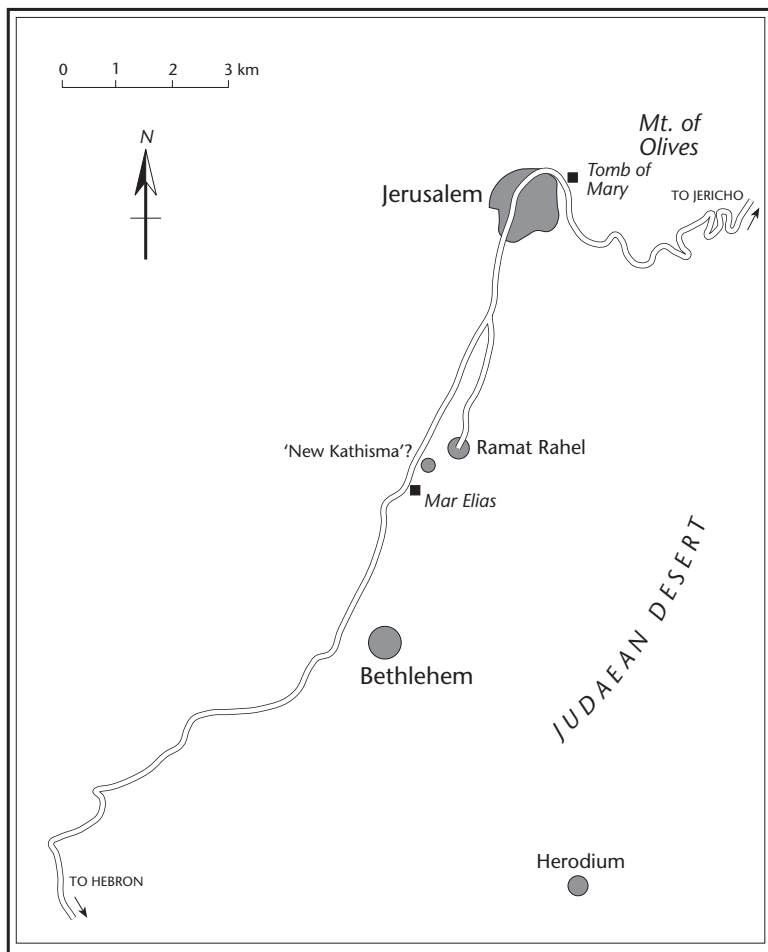 0 1 2 3 km
N
Mt. of
Olives
Tomb of
Mary
Jerusalem
TO JERICHO
‘New Kathisma’?
Ramat Rahel
Mar Elias
JUDAEAN DESERT
Bethlehem
Herodium
TO HEBRON